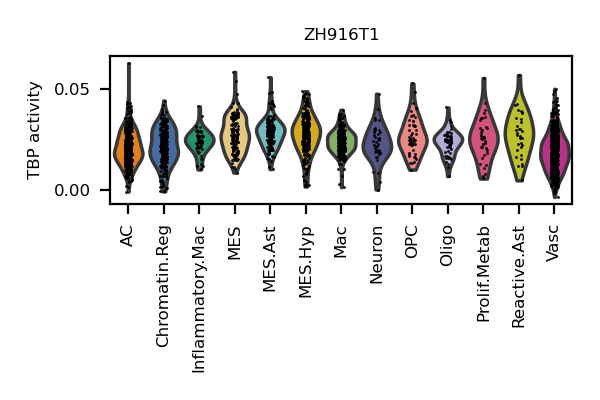 ZH916T1
TBP activity
0.05
0.00
AC
Chromatin.Reg
Inflammatory.Mac
MES
MES.Ast
MES.Hyp
Mac
Neuron
OPC
Oligo
Prolif.Metab
Reactive.Ast
Vasc